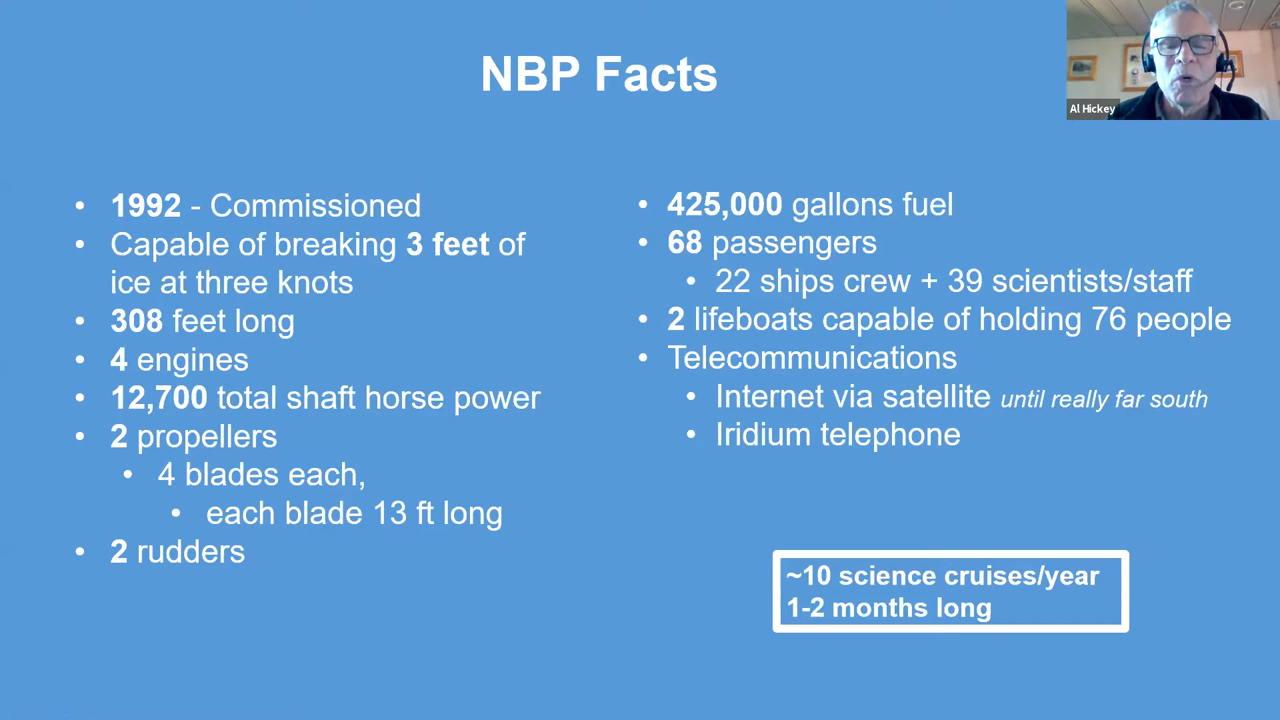 NBP Facts
Al Hickey
• 1992 - Commissioned
• Capable of breaking 3 feet of
ice at three knots
• 308 feet long
• 4 engines
• 12,700 total shaft horse power
• 2 propellers
• 4 blades each,
• each blade 13 ft long
• 2 rudders
• 425,000 gallons fuel
• 68 passengers
• 22 ships crew + 39 scientists/staff
• 2 lifeboats capable of holding 76 people
• Telecommunications
• Internet via satellite until really far south
• Iridium telephone
~10 science cruises/year
1-2 months long